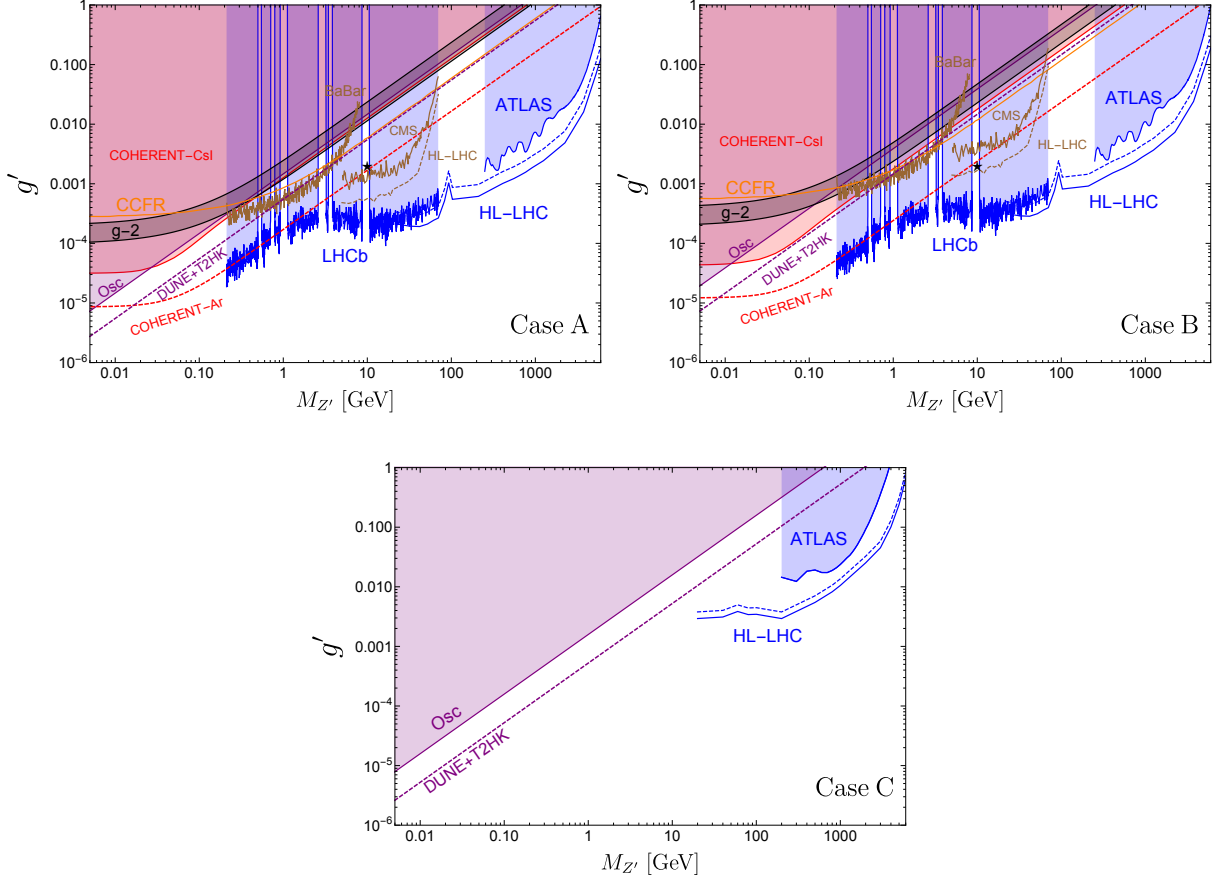 1
0.100
0.010
0.001
10⁻⁴
10⁻⁵
10⁻⁶
g′
BaBar
ATLAS
COHERENT−CsI
CMS
HL−LHC
CCFR
g−2
HL−LHC
LHCb
Osc
DUNE+T2HK
COHERENT−Ar
Case A
0.01
0.10
1
10
100
1000
M_Z′ [GeV]
1
0.100
0.010
0.001
10⁻⁴
10⁻⁵
10⁻⁶
g′
BaBar
ATLAS
COHERENT−CsI
CMS
HL−LHC
CCFR
g−2
HL−LHC
LHCb
Osc
DUNE+T2HK
COHERENT−Ar
Case B
0.01
0.10
1
10
100
1000
M_Z′ [GeV]
1
0.100
0.010
0.001
10⁻⁴
10⁻⁵
10⁻⁶
g′
ATLAS
HL−LHC
Osc
DUNE+T2HK
Case C
0.01
0.10
1
10
100
1000
M_Z′ [GeV]